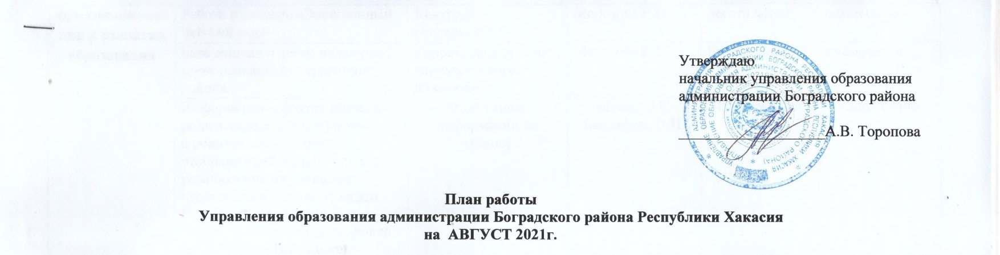 Утверждаю
начальник управления образования
администрации Боградского района
А.В. Торопова
План работы
Управления образования администрации Боградского района Республики Хакасия
на АВГУСТ 2021г.